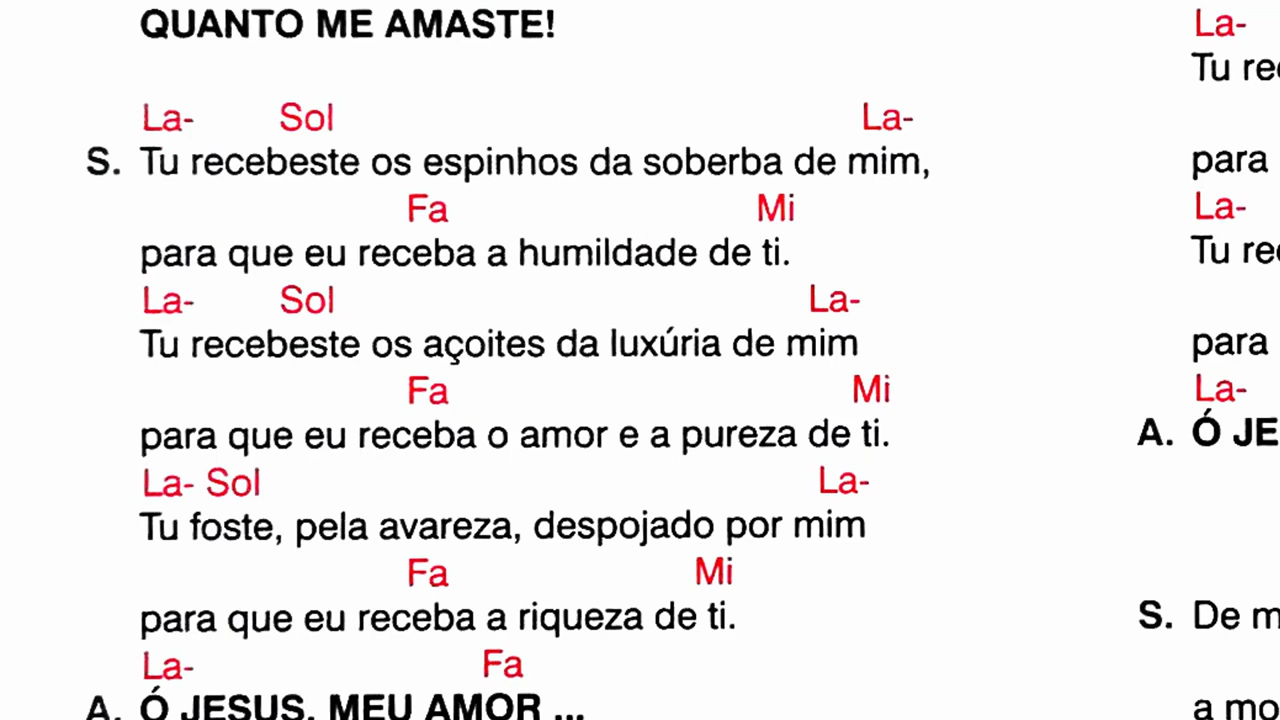 QUANTO ME AMASTE!
La- Sol La-
S. Tu recebeste os espinhos da soberba de mim,
Fa Mi
para que eu receba a humildade de ti.
La- Sol La-
Tu recebeste os açoites da luxúria de mim
Fa Mi
para que eu receba o amor e a pureza de ti.
La- Sol La-
Tu foste, pela avareza, despojado por mim
Fa Mi
para que eu receba a riqueza de ti.
La- Fa
A. Ó JESUS, MEU AMOR ...
La-
Tu
para
La-
Tu
para
La-
A. Ó
S. De
a